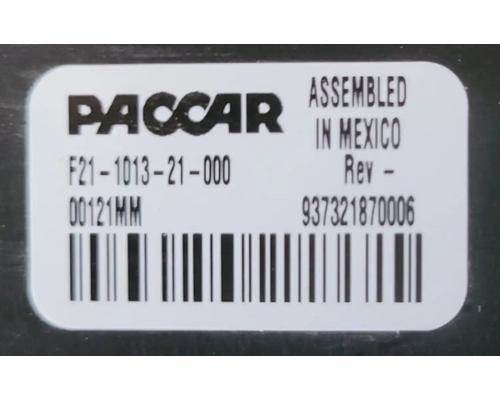 PACCAR
F21-1013-21-000
00121MM
ASSEMBLED
IN MEXICO
Rev -
937321870006